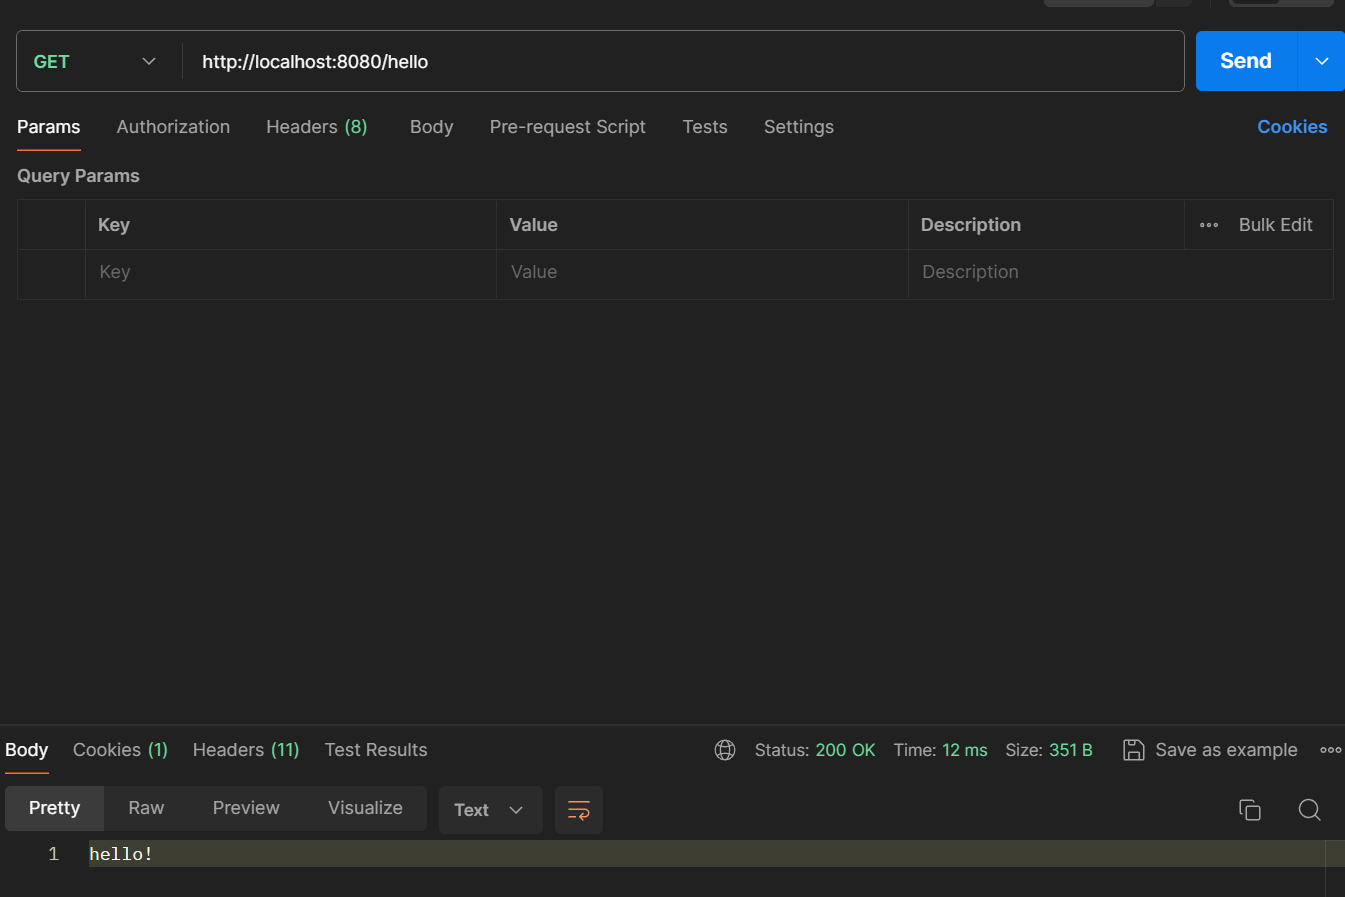 GET http://localhost:8080/hello Send
Params Authorization Headers (8) Body Pre-request Script Tests Settings Cookies
Query Params
Key Value Description Bulk Edit
Key Value Description
Body Cookies (1) Headers (11) Test Results Status: 200 OK Time: 12 ms Size: 351 B Save as example
Pretty Raw Preview Visualize Text
1 hello!